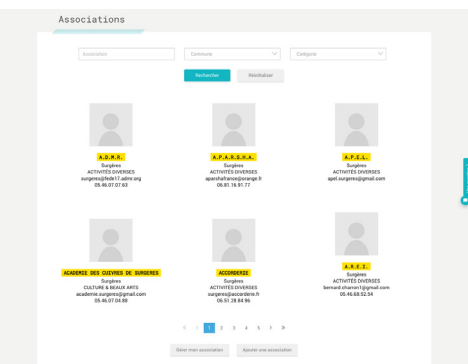 Associations
Association Commune Catégorie
Rechercher Réinitialiser
A.D.M.R.
Surgères
ACTIVITÉS DIVERSES
surgeres@fede17.admr.org
05.46.07.07.63
A.P.A.R.S.H.A.
Surgères
ACTIVITÉS DIVERSES
aparshafrance@orange.fr
06.81.16.91.77
A.P.E.L.
Surgères
ACTIVITÉS DIVERSES
apel.surgeres@gmail.com
ACADEMIE DES CUIVRES DE SURGERES
Surgères
CULTURE & BEAUX ARTS
academie.surgeres@gmail.com
05.46.07.04.88
ACCORDERIE
Surgères
ACTIVITÉS DIVERSES
surgeres@accorderie.fr
06.51.28.84.96
A.R.E.I.
Surgères
ACTIVITÉS DIVERSES
bernard.charron1@gmail.com
05.46.68.52.54
« ‹ 1 2 3 4 5 › »
Gérer mon association Ajouter une association